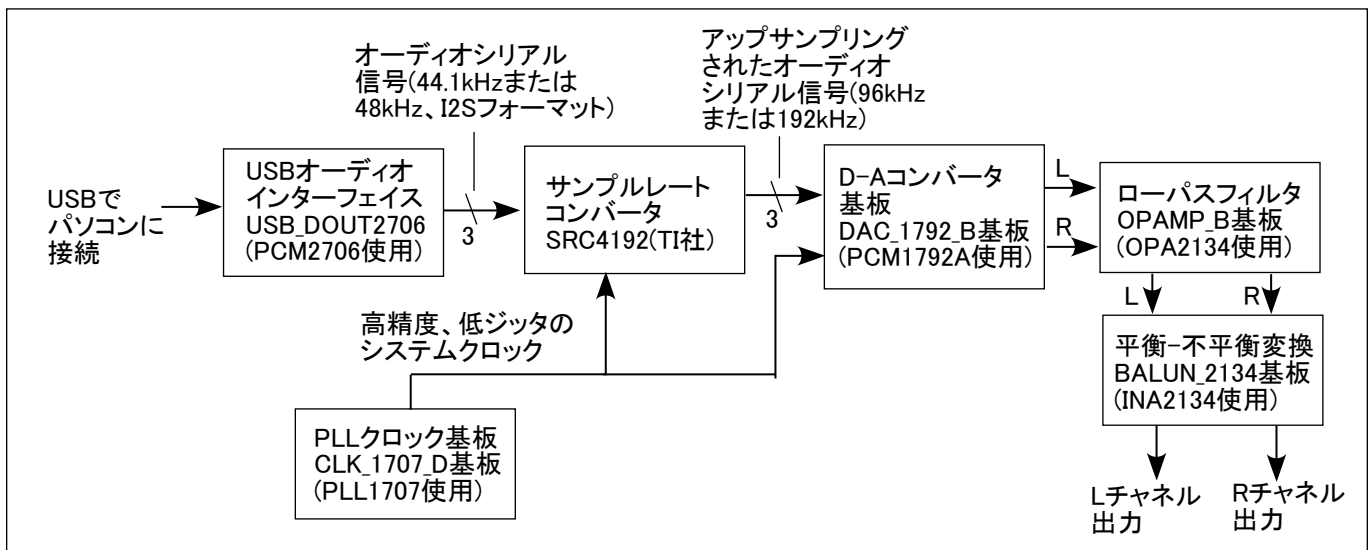 オーディオシリアル
信号(44.1kHzまたは
48kHz、I2Sフォーマット)
アップサンプリング
されたオーディオ
シリアル信号(96kHz
または192kHz)
USBで
パソコンに
接続
USBオーディオ
インターフェイス
USB_DOUT2706
(PCM2706使用)
3
サンプルレート
コンバータ
SRC4192(TI社)
3
D-Aコンバータ
基板
DAC_1792_B基板
(PCM1792A使用)
L
R
ローパスフィルタ
OPAMP_B基板
(OPA2134使用)
L
R
高精度、低ジッタの
システムクロック
平衡-不平衡変換
BALUN_2134基板
(INA2134使用)
PLLクロック基板
CLK_1707_D基板
(PLL1707使用)
Lチャネル
出力
Rチャネル
出力